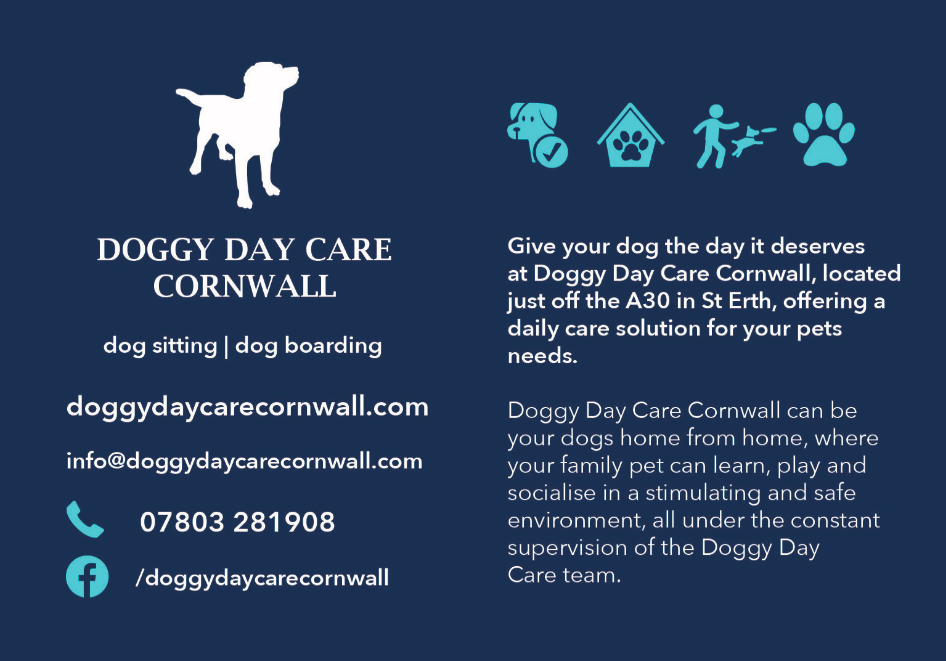 DOGGY DAY CARE
CORNWALL
dog sitting | dog boarding
doggydaycarecornwall.com
info@doggydaycarecornwall.com
07803 281908
/doggydaycarecornwall
Give your dog the day it deserves
at Doggy Day Care Cornwall, located
just off the A30 in St Erth, offering a
daily care solution for your pets
needs.
Doggy Day Care Cornwall can be
your dogs home from home, where
your family pet can learn, play and
socialise in a stimulating and safe
environment, all under the constant
supervision of the Doggy Day
Care team.